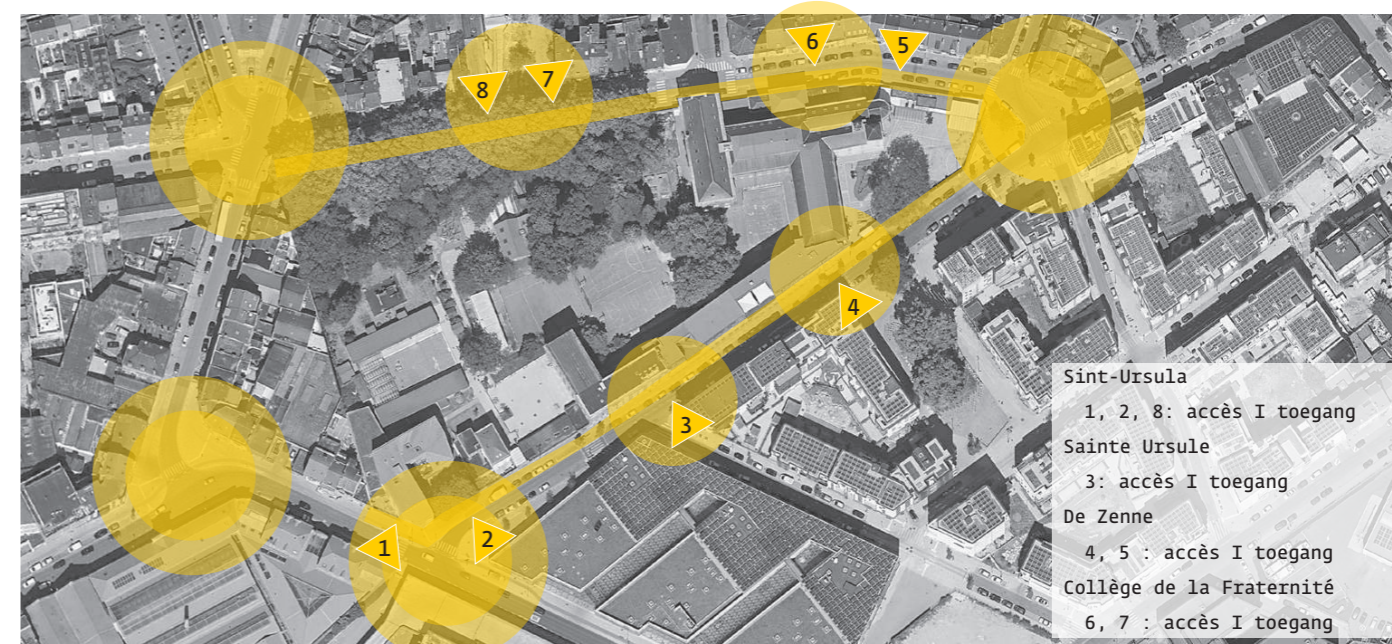 6
5
7
8
4
3
2
1
Sint-Ursula
1, 2, 8: accès I toegang
Sainte Ursule
3: accès I toegang
De Zenne
4, 5 : accès I toegang
Collège de la Fraternité
6, 7 : accès I toegang